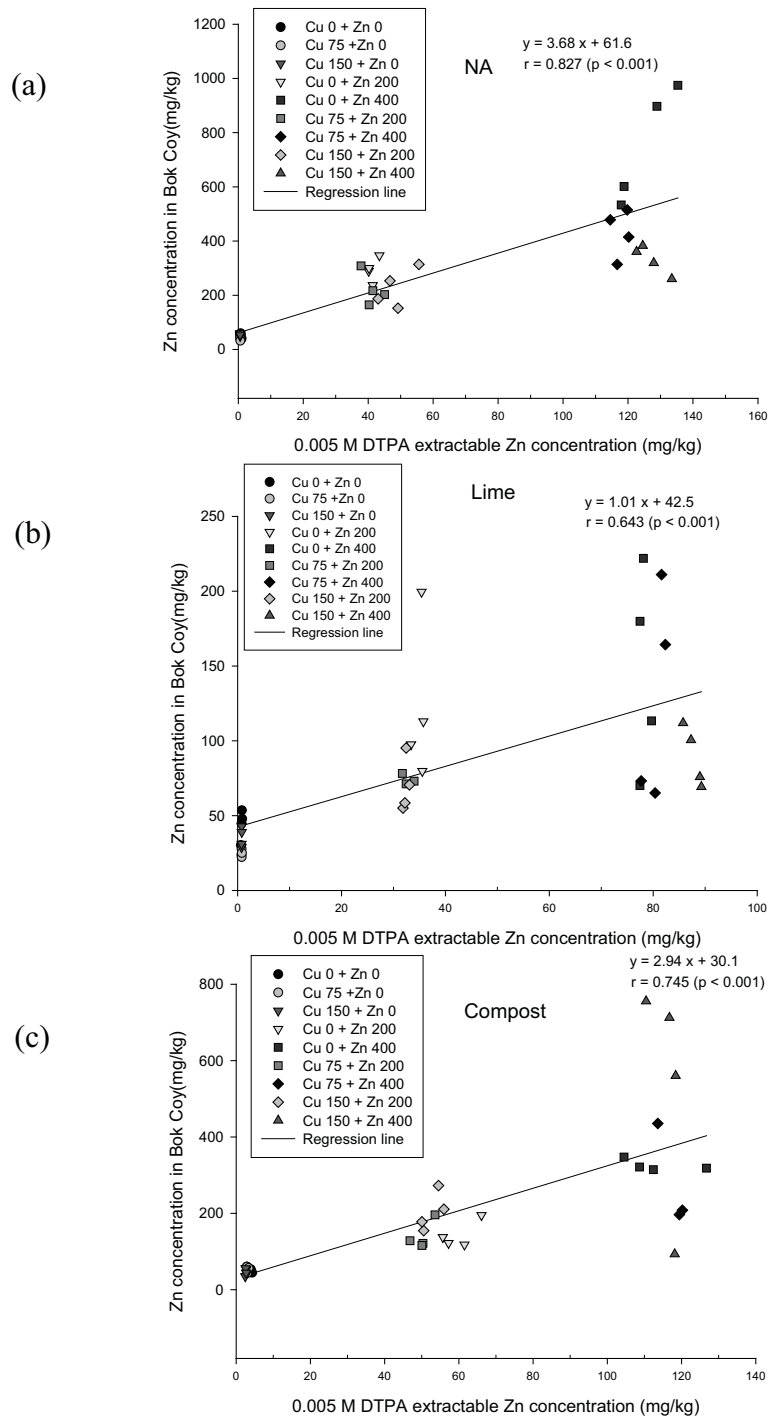 (a)
Cu 0 + Zn 0
Cu 75 +Zn 0
Cu 150 + Zn 0
Cu 0 + Zn 200
Cu 0 + Zn 400
Cu 75 + Zn 200
Cu 75 + Zn 400
Cu 150 + Zn 200
Cu 150 + Zn 400
Regression line
NA
y = 3.68 x + 61.6
r = 0.827 (p < 0.001)
Zn concentration in Bok Coy(mg/kg)
1200
1000
800
600
400
200
0
0 20 40 60 80 100 120 140 160
0.005 M DTPA extractable Zn concentration (mg/kg)
(b)
Cu 0 + Zn 0
Cu 75 +Zn 0
Cu 150 + Zn 0
Cu 0 + Zn 200
Cu 0 + Zn 400
Cu 75 + Zn 200
Cu 75 + Zn 400
Cu 150 + Zn 200
Cu 150 + Zn 400
Regression line
Lime
y = 1.01 x + 42.5
r = 0.643 (p < 0.001)
Zn concentration in Bok Coy(mg/kg)
250
200
150
100
50
0
0 20 40 60 80 100
0.005 M DTPA extractable Zn concentration (mg/kg)
(c)
Cu 0 + Zn 0
Cu 75 +Zn 0
Cu 150 + Zn 0
Cu 0 + Zn 200
Cu 0 + Zn 400
Cu 75 + Zn 200
Cu 75 + Zn 400
Cu 150 + Zn 200
Cu 150 + Zn 400
Regression line
Compost
y = 2.94 x + 30.1
r = 0.745 (p < 0.001)
Zn concentration in Bok Coy(mg/kg)
800
600
400
200
0
0 20 40 60 80 100 120 140
0.005 M DTPA extractable Zn concentration (mg/kg)